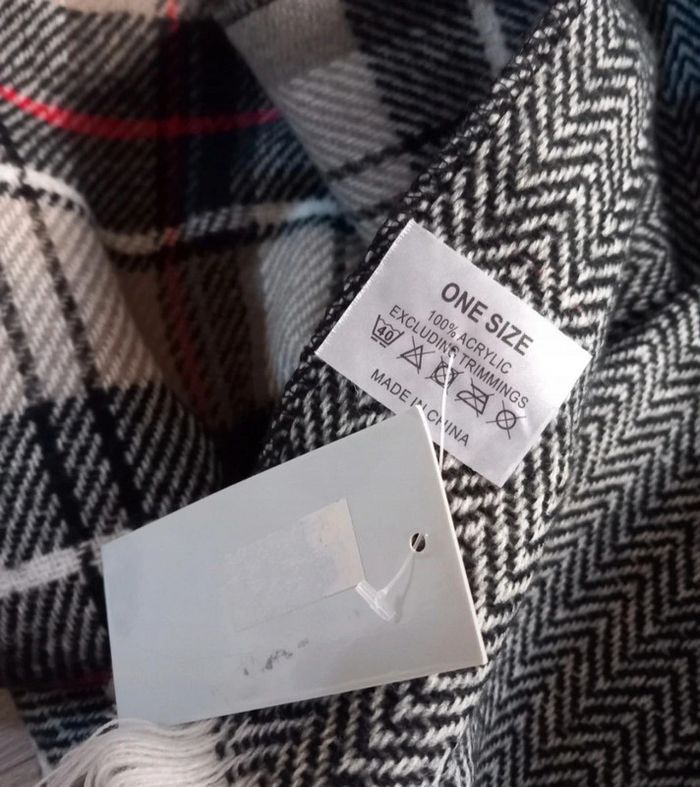 ONE SIZE
100% ACRYLIC
EXCLUDING TRIMMINGS
40
MADE IN CHINA